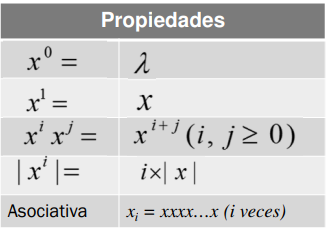 Propiedades
x⁰ = λ
x¹ = x
xⁱ xʲ = xⁱ⁺ʲ (i, j ≥ 0)
| xⁱ |= i×| x |
Asociativa xᵢ = xxxx…x (i veces)